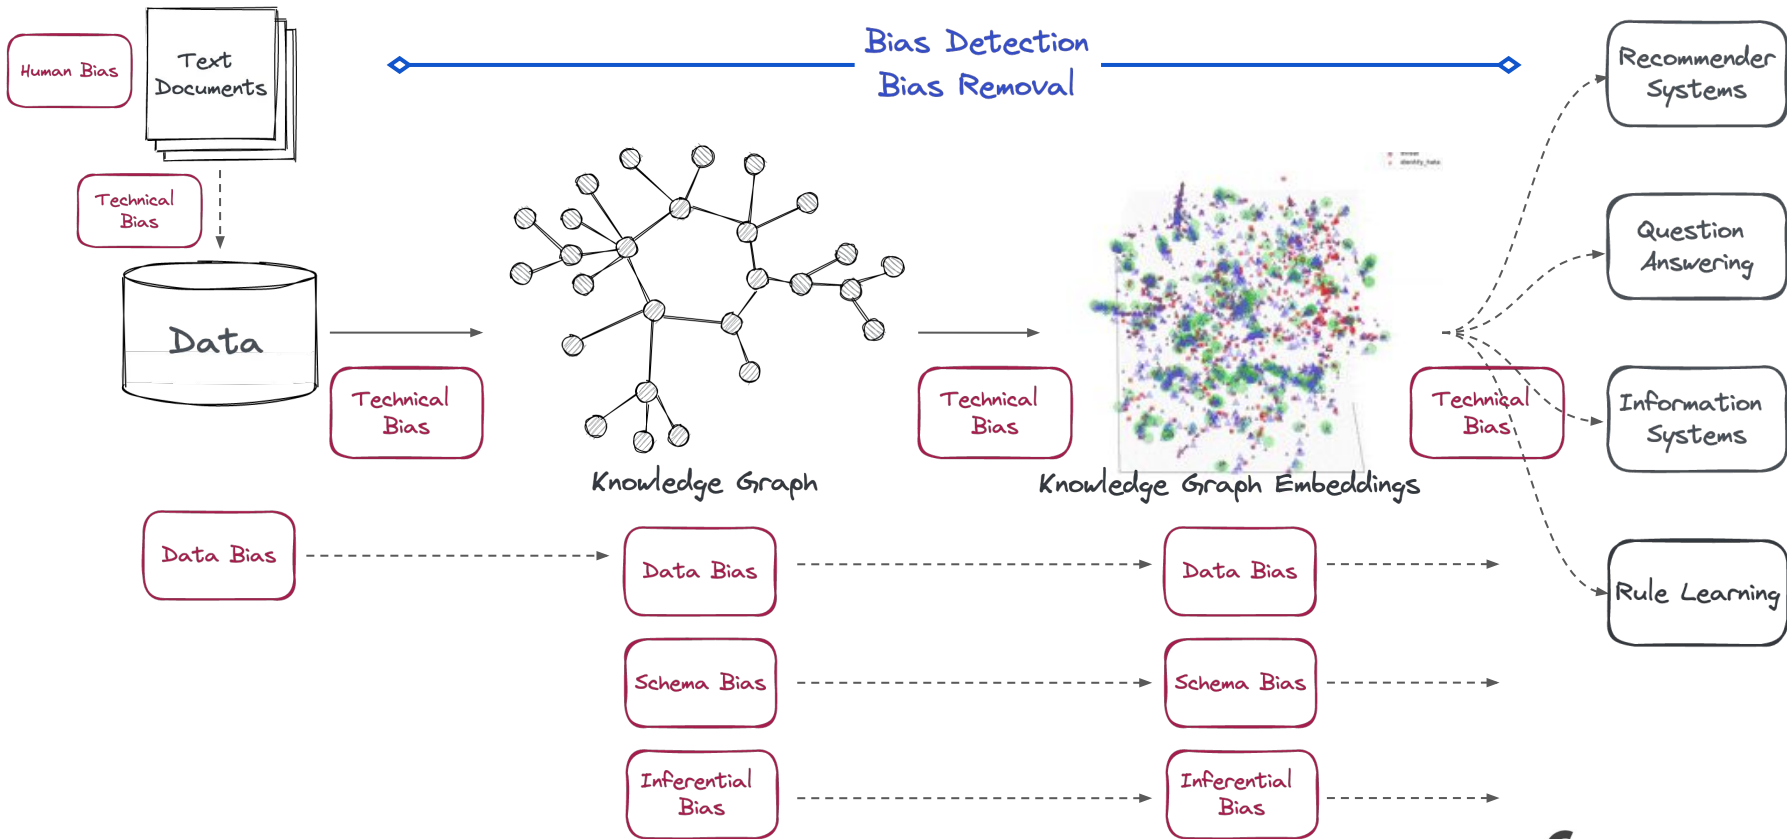 Human Bias
Text
Documents
Bias Detection
Bias Removal
Recommender
Systems
Technical
Bias
Question
Answering
Data
Technical
Bias
Technical
Bias
Technical
Bias
Information
Systems
Knowledge Graph
Knowledge Graph Embeddings
Data Bias
Data Bias
Data Bias
Rule Learning
Schema Bias
Schema Bias
Inferential
Bias
Inferential
Bias